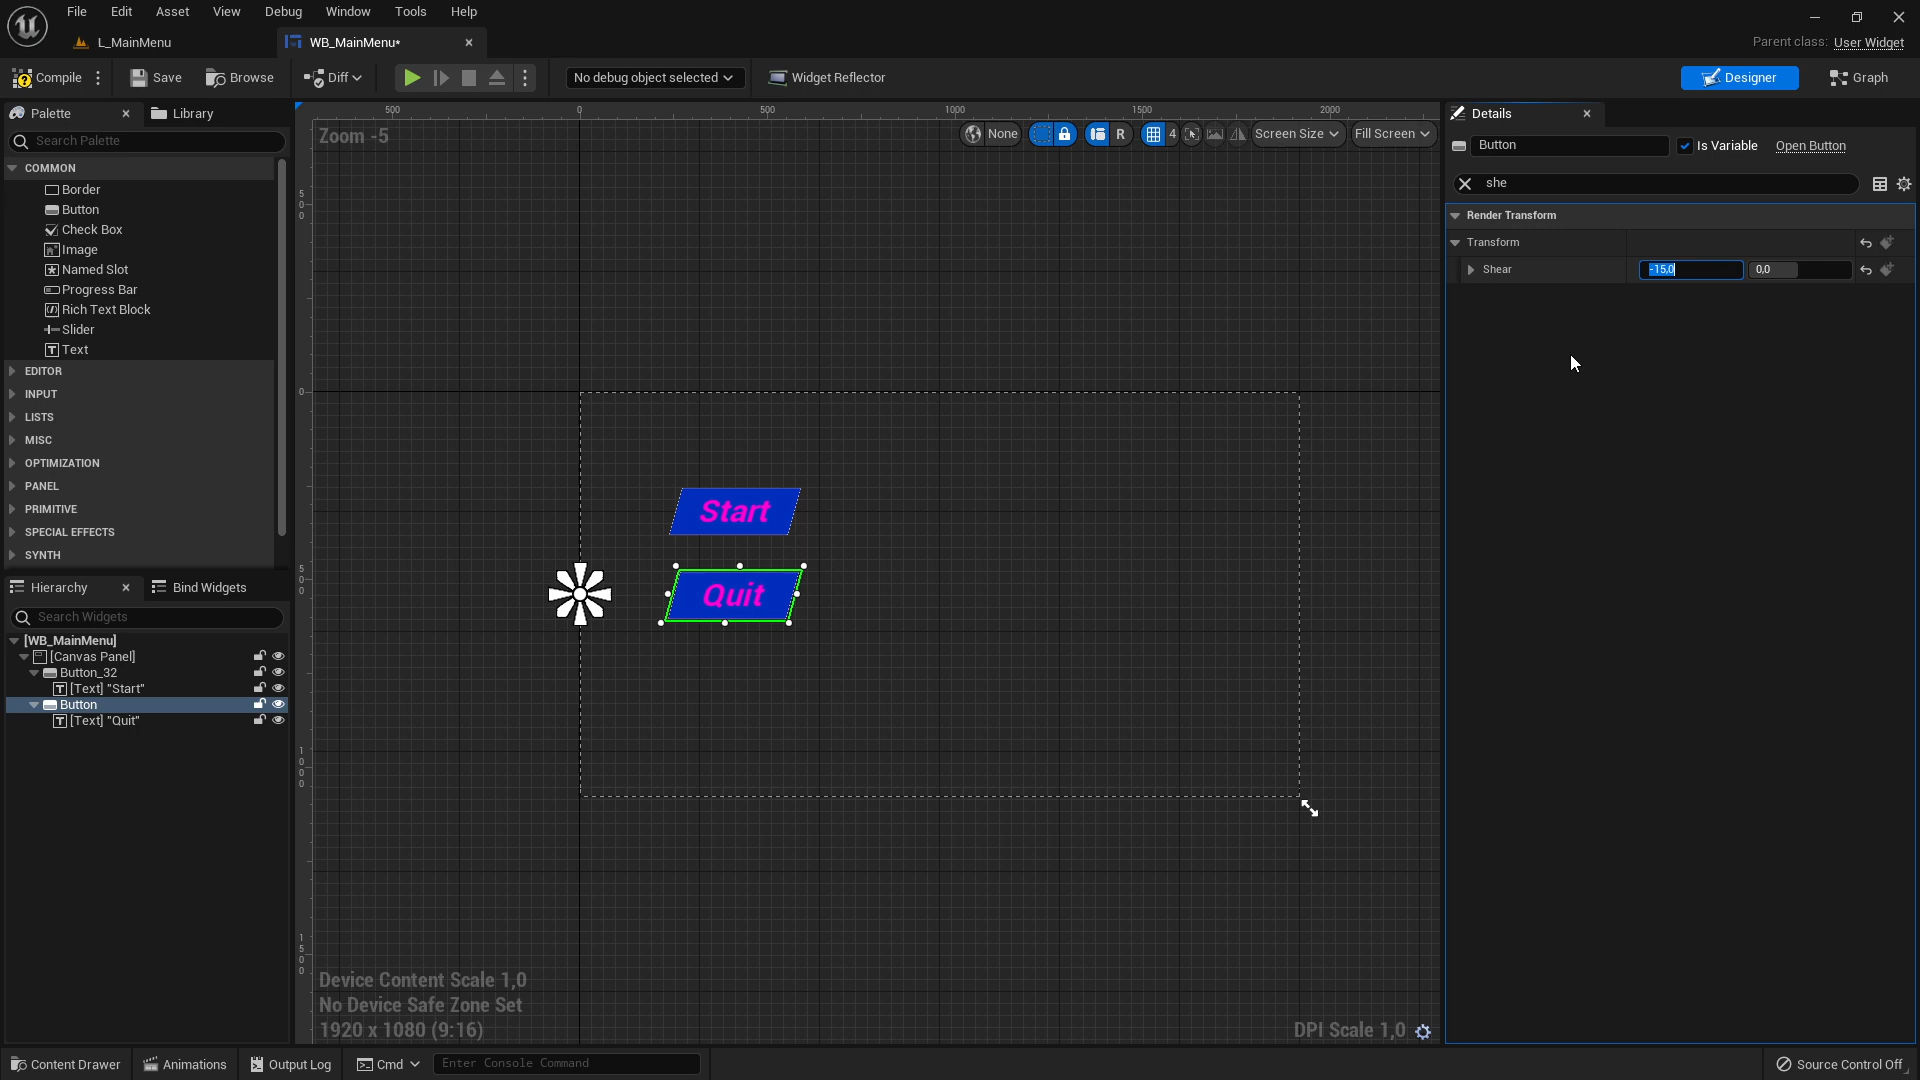 File Edit Asset View Debug Window Tools Help
L_MainMenu WB_MainMenu* Parent class: User Widget
Compile Save Browse Diff No debug object selected Widget Reflector Designer Graph
Palette Library
Search Palette
COMMON
Border
Button
Check Box
Image
Named Slot
Progress Bar
Rich Text Block
Slider
Text
EDITOR
INPUT
LISTS
MISC
OPTIMIZATION
PANEL
PRIMITIVE
SPECIAL EFFECTS
SYNTH
Hierarchy Bind Widgets
Search Widgets
[WB_MainMenu]
[Canvas Panel]
Button_32
[Text] "Start"
Button
[Text] "Quit"
500 0 500 1000 1500 2000
Zoom -5 None R 4 Screen Size Fill Screen
500
0
500
1000
1500
Start
Quit
Device Content Scale 1,0
No Device Safe Zone Set
1920 x 1080 (9:16) DPI Scale 1,0
Details
Button Is Variable Open Button
she
Render Transform
Transform
Shear -15,0 0,0
Content Drawer Animations Output Log Cmd Enter Console Command Source Control Off